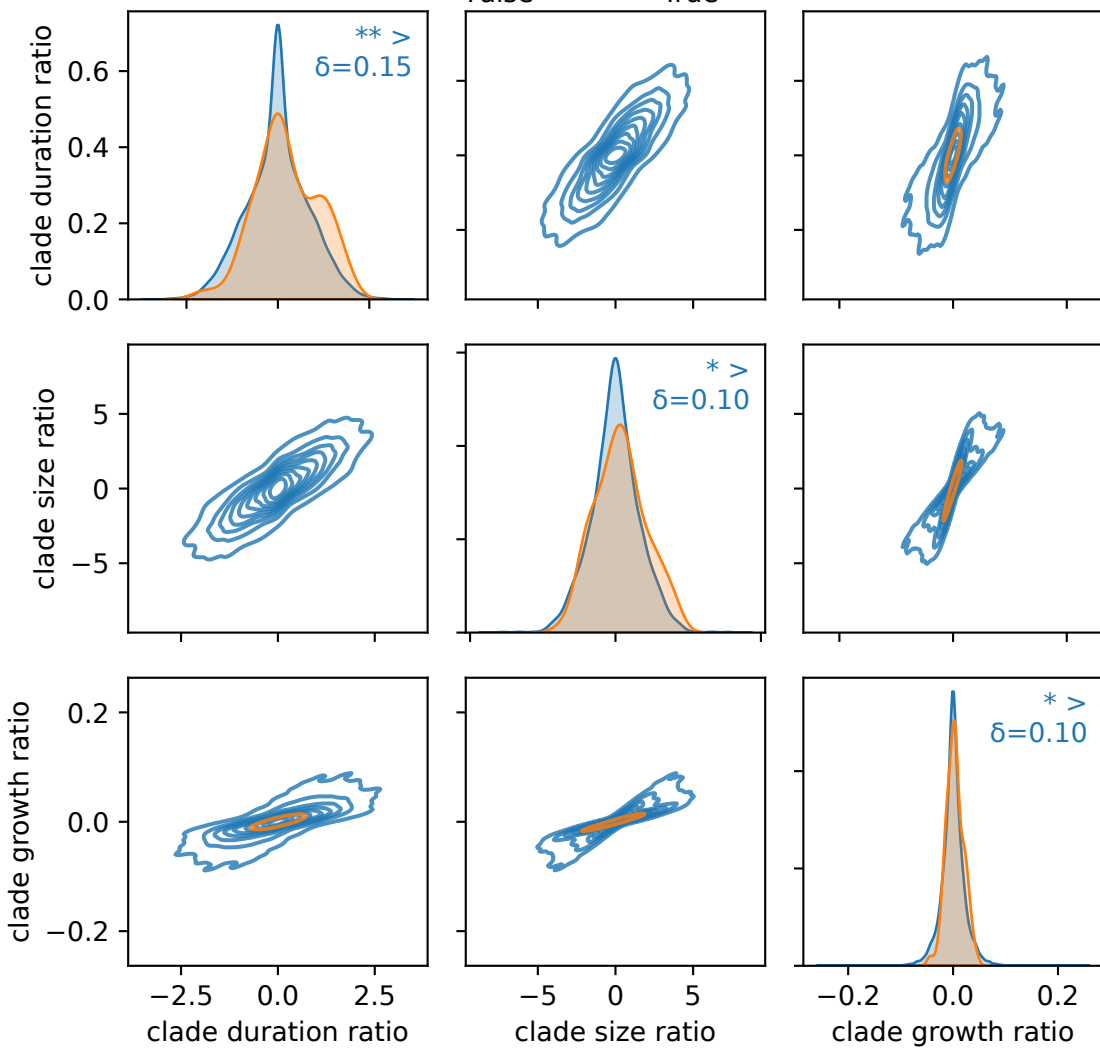 clade duration ratio
0.6
0.4
0.2
0.0
** >
δ=0.15
clade size ratio
5
0
−5
* >
δ=0.10
clade growth ratio
0.2
0.0
−0.2
* >
δ=0.10
−2.5 0.0 2.5
−5 0 5
−0.2 0.0 0.2
clade duration ratio
clade size ratio
clade growth ratio